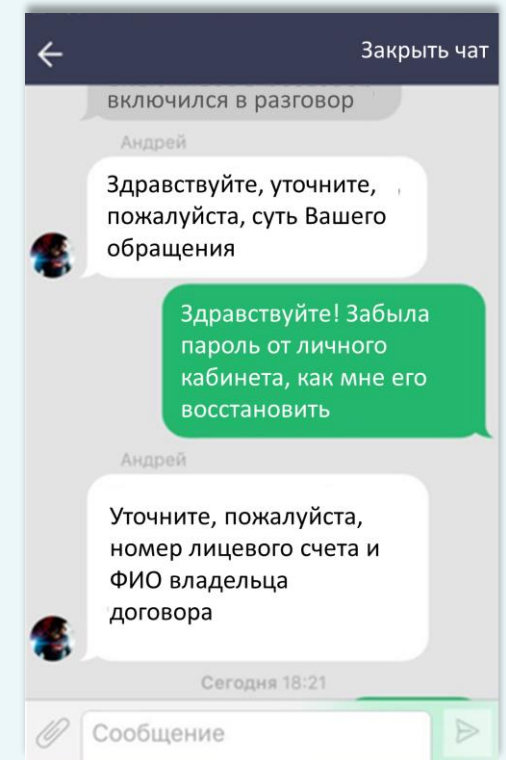 Закрыть чат
включился в разговор
Андрей
Здравствуйте, уточните,
пожалуйста, суть Вашего
обращения
Здравствуйте! Забыла
пароль от личного
кабинета, как мне его
восстановить
Андрей
Уточните, пожалуйста,
номер лицевого счета и
ФИО владельца
договора
Сегодня 18:21
Сообщение